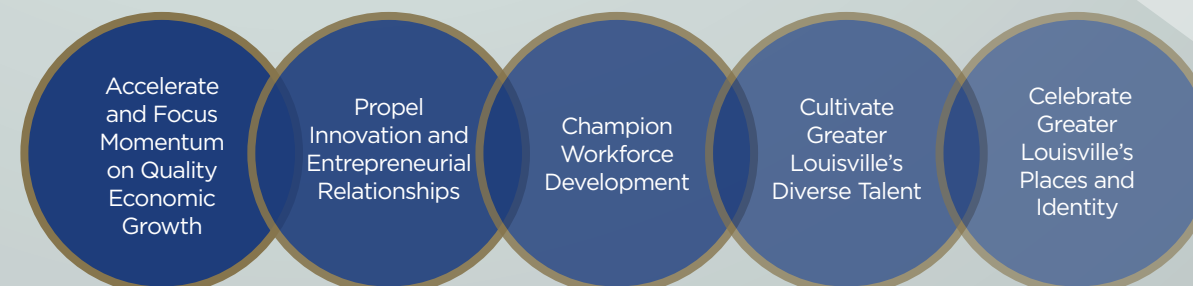 Accelerate
and Focus
Momentum
on Quality
Economic
Growth
Propel
Innovation and
Entrepreneurial
Relationships
Champion
Workforce
Development
Cultivate
Greater
Louisville’s
Diverse Talent
Celebrate
Greater
Louisville’s
Places and
Identity